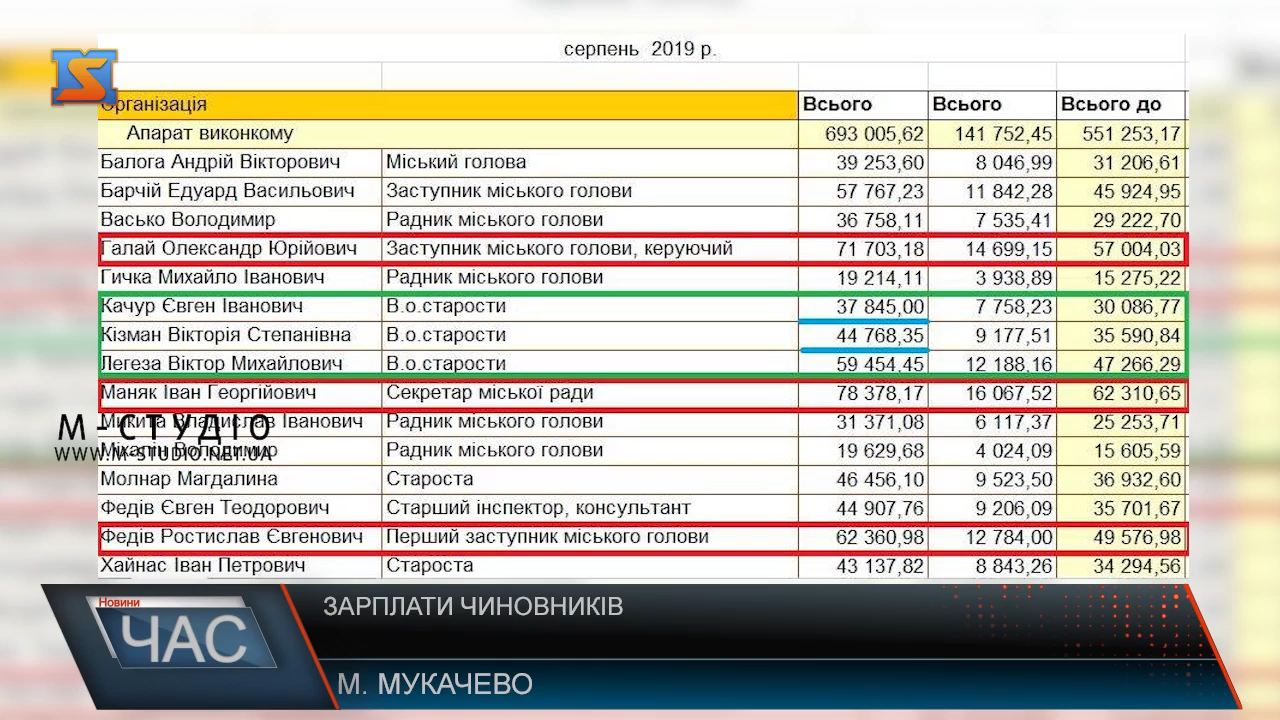 серпень 2019 р.
Організація Всього Всього Всього до
Апарат виконкому 693 005,62 141 752,45 551 253,17
Балога Андрій Вікторович Міський голова 39 253,60 8 046,99 31 206,61
Барчій Едуард Васильович Заступник міського голови 57 767,23 11 842,28 45 924,95
Васько Володимир Радник міського голови 36 758,11 7 535,41 29 222,70
Галай Олександр Юрійович Заступник міського голови, керуючий 71 703,18 14 699,15 57 004,03
Гичка Михайло Іванович Радник міського голови 19 214,11 3 938,89 15 275,22
Качур Євген Іванович В.о.старости 37 845,00 7 758,23 30 086,77
Кізман Вікторія Степанівна В.о.старости 44 768,35 9 177,51 35 590,84
Легеза Віктор Михайлович В.о.старости 59 454,45 12 188,16 47 266,29
Маняк Іван Георгійович Секретар міської ради 78 378,17 16 067,52 62 310,65
Микита Владислав Іванович Радник міського голови 31 371,08 6 117,37 25 253,71
М-СТУДІО
Володимир Радник міського голови 19 629,68 4 024,09 15 605,59
WWW.M-STUDIO.NET.UA
Молнар Магдалина Староста 46 456,10 9 523,50 36 932,60
Федів Євген Теодорович Старший інспектор, консультант 44 907,76 9 206,09 35 701,67
Федів Ростислав Євгенович Перший заступник міського голови 62 360,98 12 784,00 49 576,98
Хайнас Іван Петрович Староста 43 137,82 8 843,26 34 294,56
Новини
ЧАС
ЗАРПЛАТИ ЧИНОВНИКІВ
М. МУКАЧЕВО